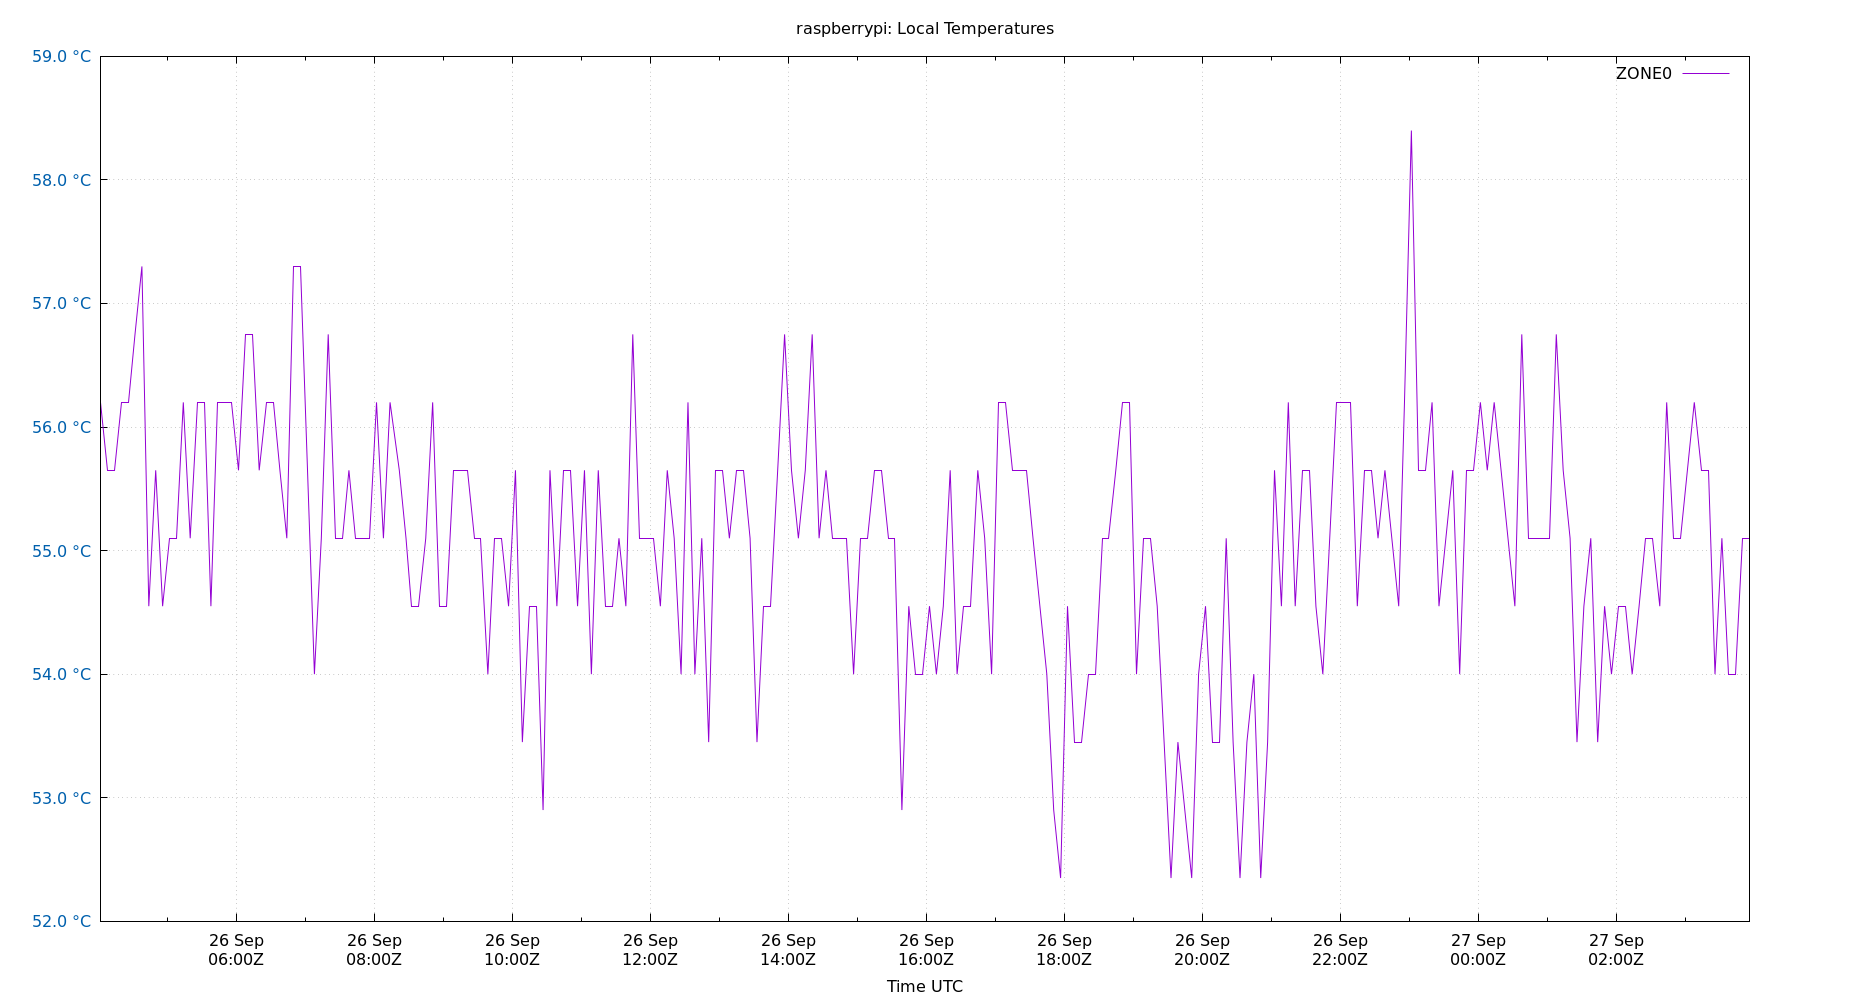 raspberrypi: Local Temperatures
59.0 °C
ZONE0
58.0 °C
57.0 °C
56.0 °C
55.0 °C
54.0 °C
53.0 °C
52.0 °C
26 Sep 26 Sep 26 Sep 26 Sep 26 Sep 26 Sep 26 Sep 26 Sep 26 Sep 27 Sep 27 Sep
06:00Z 08:00Z 10:00Z 12:00Z 14:00Z 16:00Z 18:00Z 20:00Z 22:00Z 00:00Z 02:00Z
Time UTC